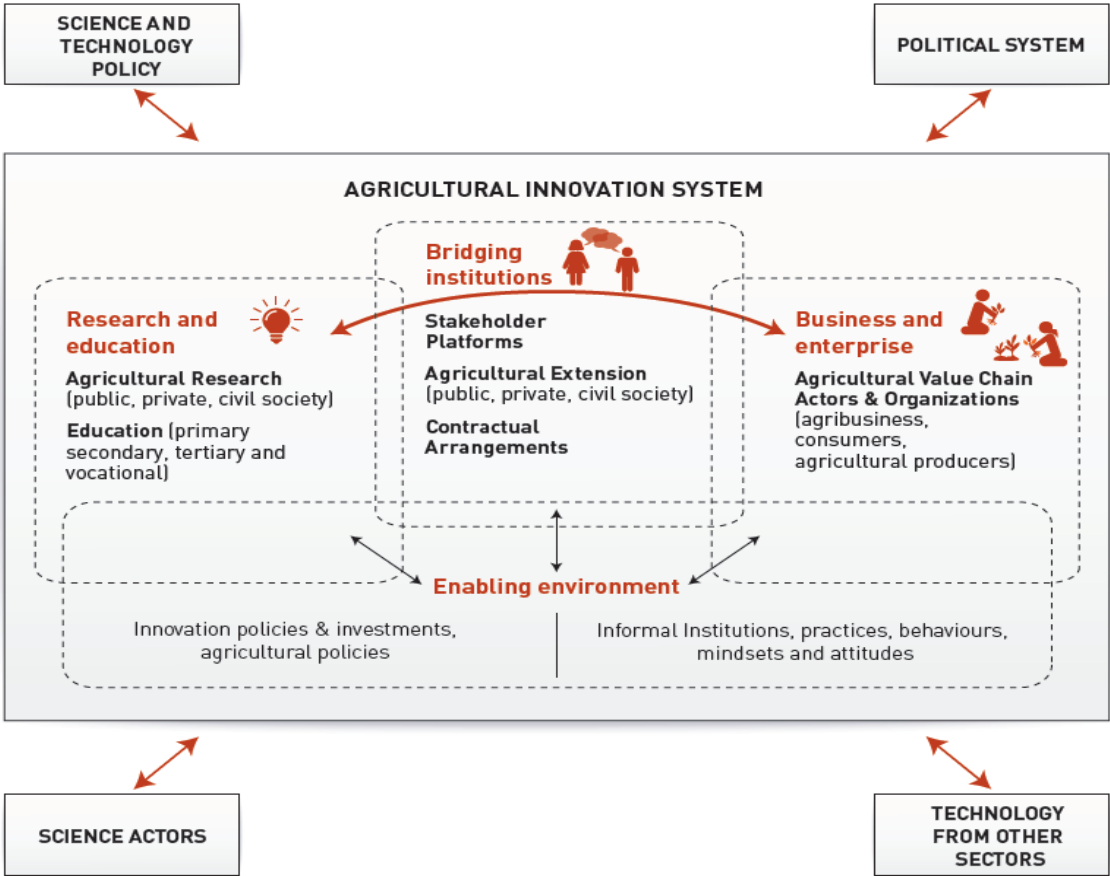 SCIENCE AND
TECHNOLOGY
POLICY
POLITICAL SYSTEM
AGRICULTURAL INNOVATION SYSTEM
Bridging
institutions
Stakeholder
Platforms
Agricultural Extension
(public, private, civil society)
Contractual
Arrangements
Research and
education
Agricultural Research
(public, private, civil society)
Education (primary
secondary, tertiary and
vocational)
Business and
enterprise
Agricultural Value Chain
Actors & Organizations
(agribusiness,
consumers,
agricultural producers)
Enabling environment
Innovation policies & investments,
agricultural policies
Informal Institutions, practices, behaviours,
mindsets and attitudes
SCIENCE ACTORS
TECHNOLOGY
FROM OTHER
SECTORS